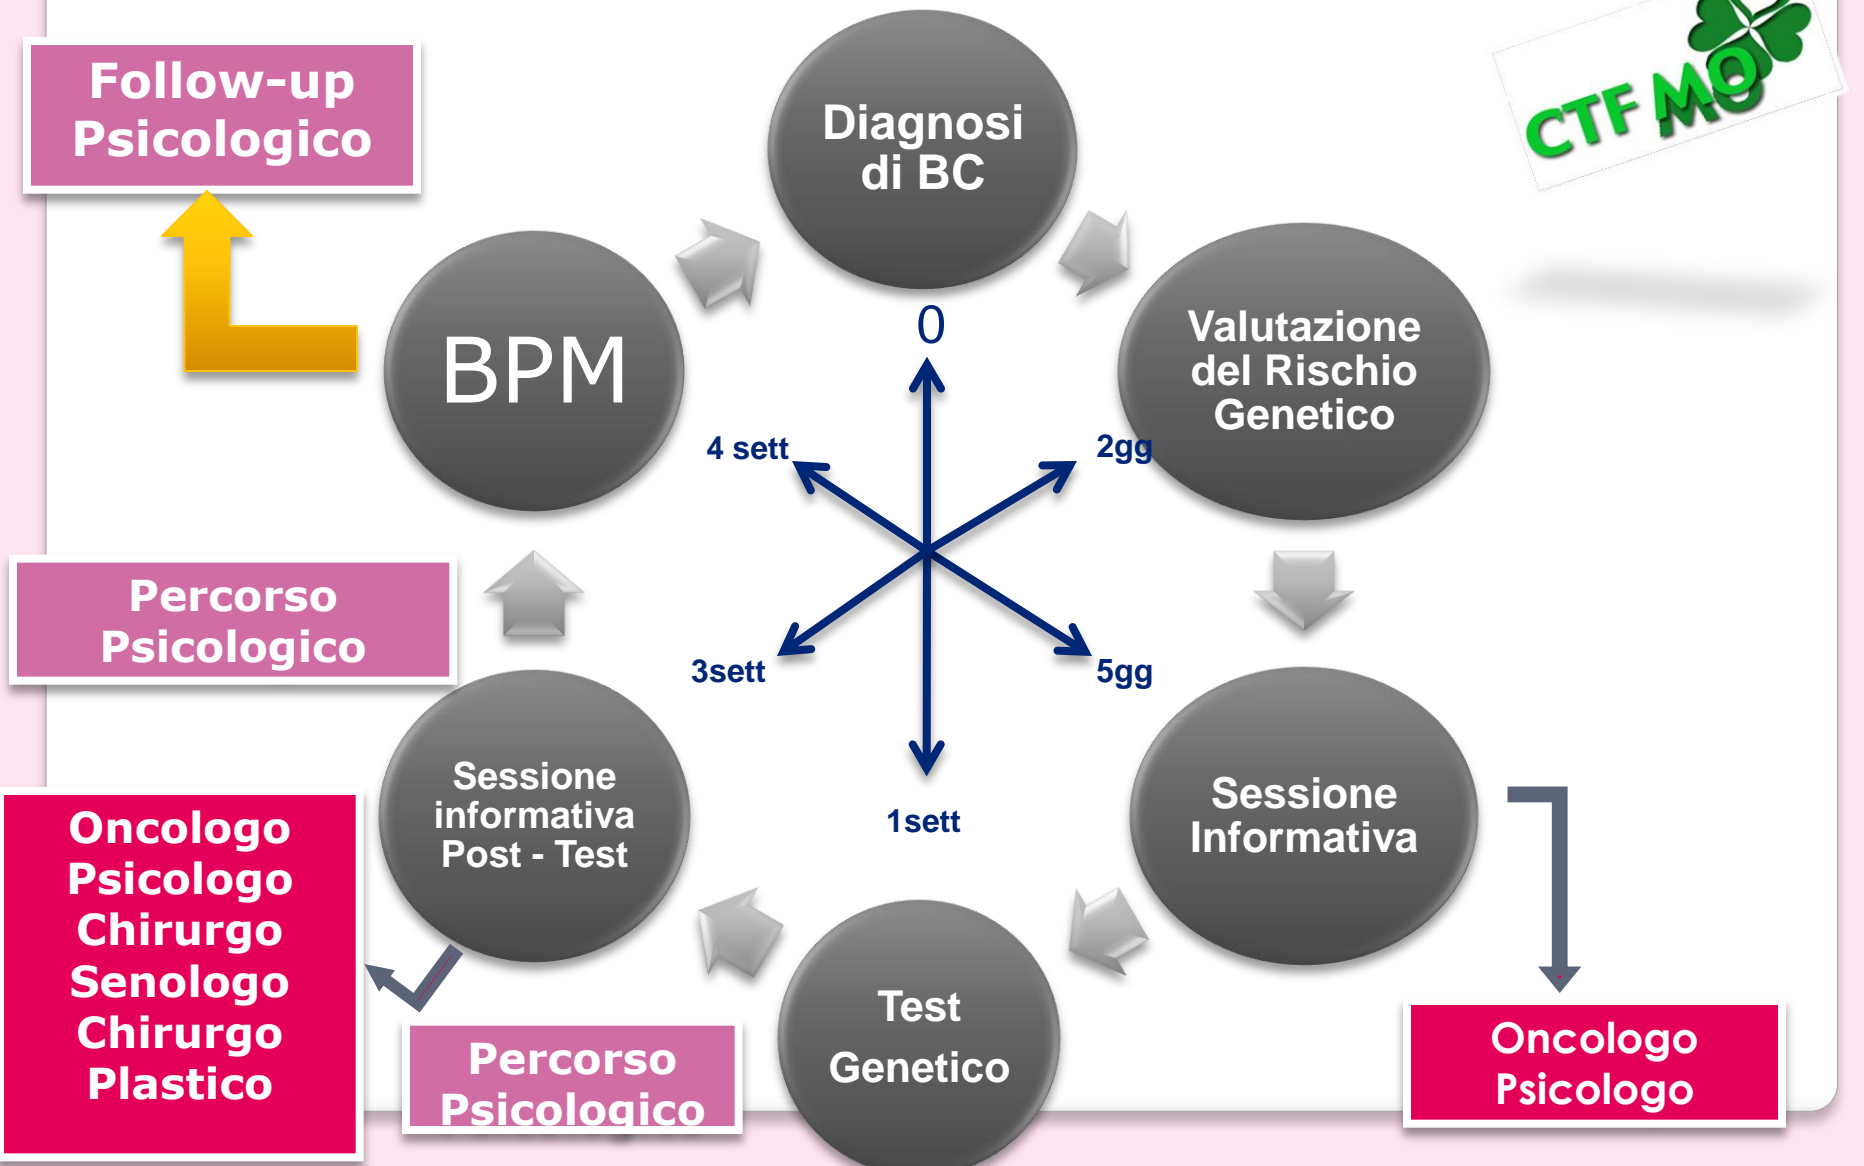 Follow-up
Psicologico
Diagnosi
di BC
CTF MO
BPM
0
Valutazione
del Rischio
Genetico
4 sett
2gg
Percorso
Psicologico
3sett
5gg
Sessione
informativa
Post - Test
1sett
Sessione
Informativa
Oncologo
Psicologo
Chirurgo
Senologo
Chirurgo
Plastico
Percorso
Psicologico
Test
Genetico
Oncologo
Psicologo